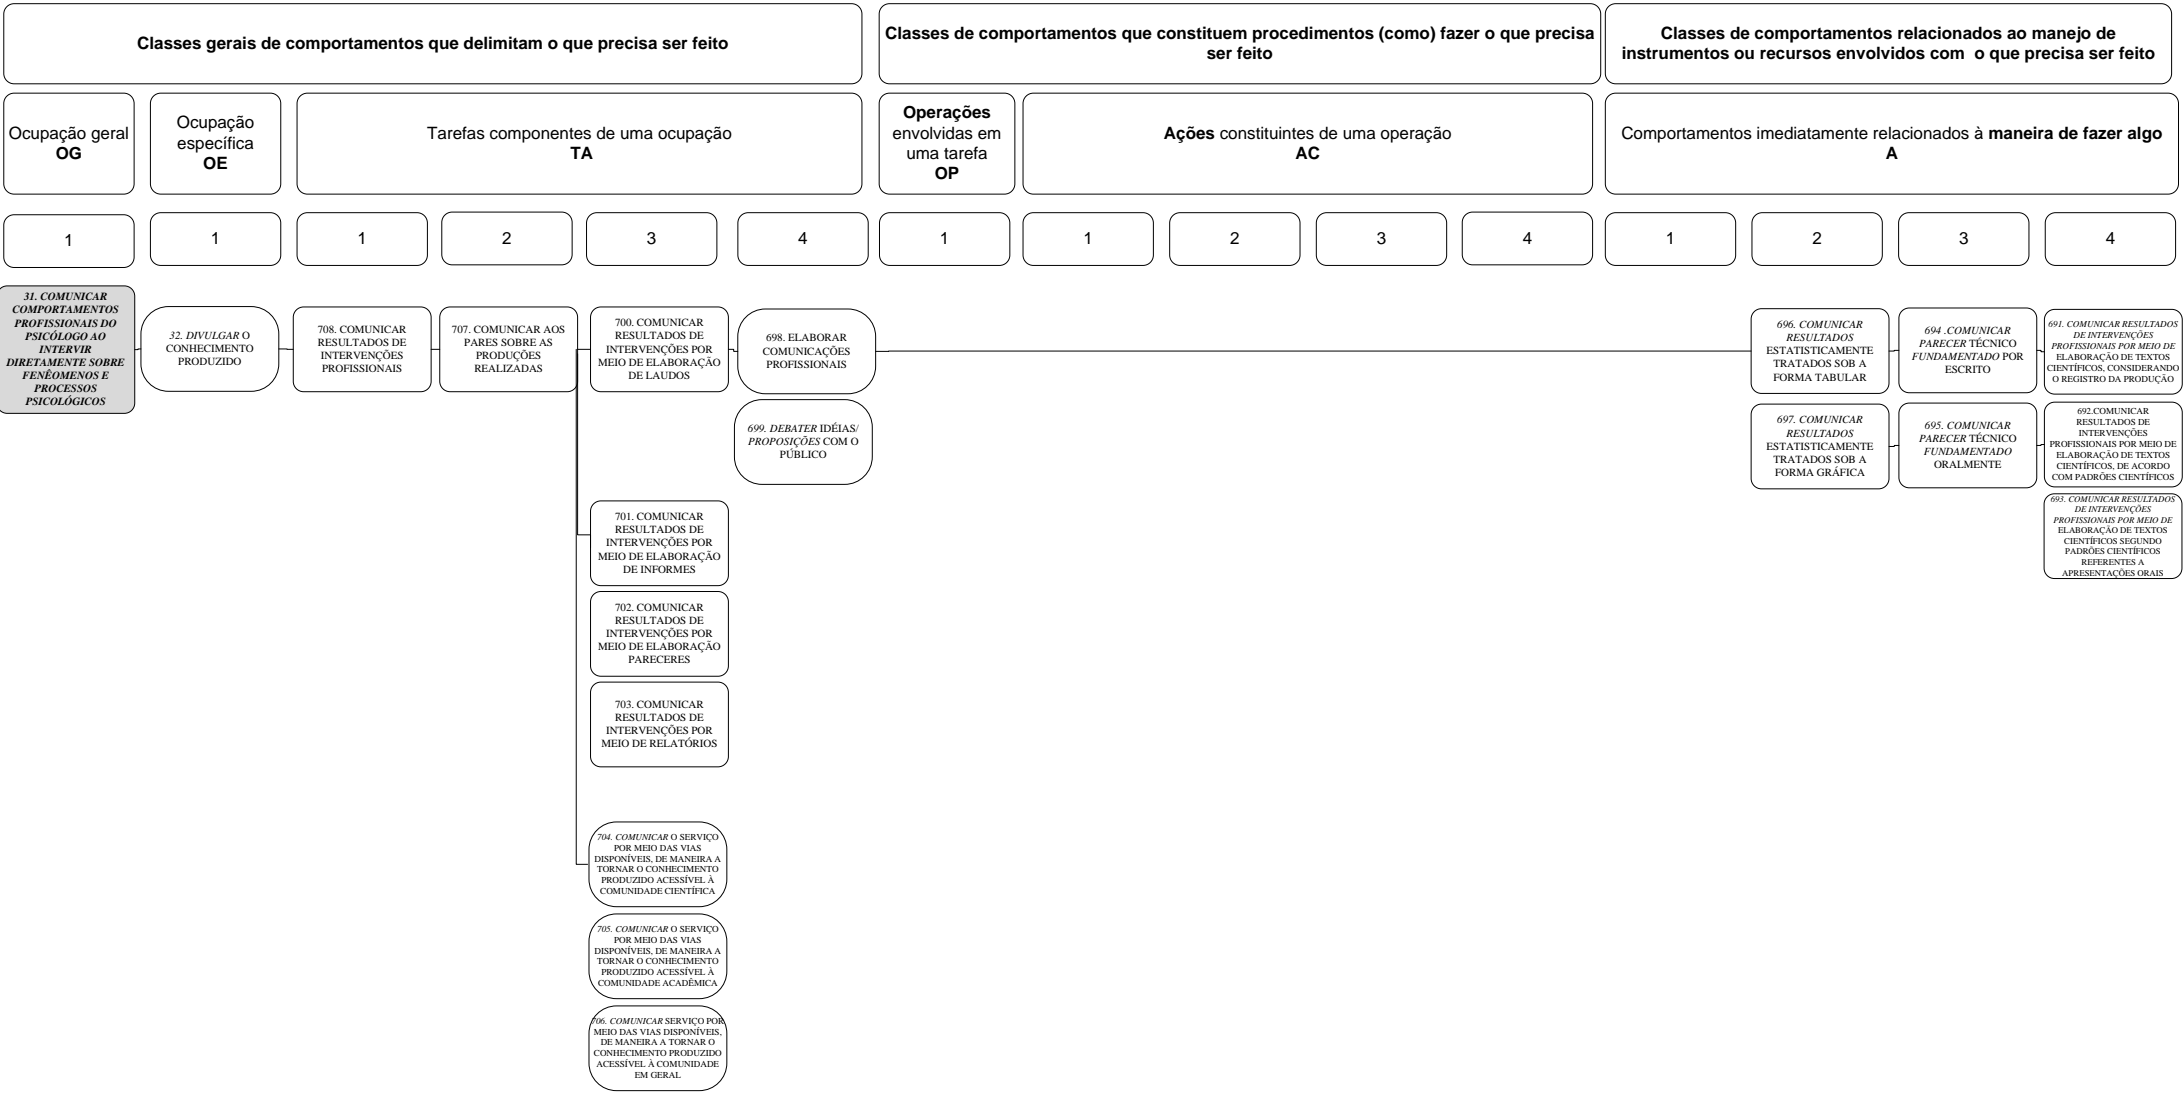 Classes gerais de comportamentos que delimitam o que precisa ser feito
Classes de comportamentos que constituem procedimentos (como) fazer o que precisa
ser feito
Classes de comportamentos relacionados ao manejo de
instrumentos ou recursos envolvidos com o que precisa ser feito
Ocupação geral
OG
Ocupação
específica
OE
Tarefas componentes de uma ocupação
TA
Operações
envolvidas em
uma tarefa
OP
Ações constituintes de uma operação
AC
Comportamentos imediatamente relacionados à maneira de fazer algo
A
1
1
1
2
3
4
1
1
2
3
4
1
2
3
4
31. COMUNICAR
COMPORTAMENTOS
PROFISSIONAIS DO
PSICÓLOGO AO
INTERVIR
DIRETAMENTE SOBRE
FENÊOMENOS E
PROCESSOS
PSICOLÓGICOS
32. DIVULGAR O
CONHECIMENTO
PRODUZIDO
708. COMUNICAR
RESULTADOS DE
INTERVENÇÕES
PROFISSIONAIS
707. COMUNICAR AOS
PARES SOBRE AS
PRODUÇÕES
REALIZADAS
700. COMUNICAR
RESULTADOS DE
INTERVENÇÕES POR
MEIO DE ELABORAÇÃO
DE LAUDOS
698. ELABORAR
COMUNICAÇÕES
PROFISSIONAIS
696. COMUNICAR
RESULTADOS
ESTATISTICAMENTE
TRATADOS SOB A
FORMA TABULAR
694 .COMUNICAR
PARECER TÉCNICO
FUNDAMENTADO POR
ESCRITO
691. COMUNICAR RESULTADOS
DE INTERVENÇÕES
PROFISSIONAIS POR MEIO DE
ELABORAÇÃO DE TEXTOS
CIENTÍFICOS, CONSIDERANDO
O REGISTRO DA PRODUÇÃO
699. DEBATER IDÉIAS/
PROPOSIÇÕES COM O
PÚBLICO
697. COMUNICAR
RESULTADOS
ESTATISTICAMENTE
TRATADOS SOB A
FORMA GRÁFICA
695. COMUNICAR
PARECER TÉCNICO
FUNDAMENTADO
ORALMENTE
692.COMUNICAR
RESULTADOS DE
INTERVENÇÕES
PROFISSIONAIS POR MEIO DE
ELABORAÇÃO DE TEXTOS
CIENTÍFICOS, DE ACORDO
COM PADRÕES CIENTÍFICOS
693. COMUNICAR RESULTADOS
DE INTERVENÇÕES
PROFISSIONAIS POR MEIO DE
ELABORAÇÃO DE TEXTOS
CIENTÍFICOS SEGUNDO
PADRÕES CIENTÍFICOS
REFERENTES A
APRESENTAÇÕES ORAIS
701. COMUNICAR
RESULTADOS DE
INTERVENÇÕES POR
MEIO DE ELABORAÇÃO
DE INFORMES
702. COMUNICAR
RESULTADOS DE
INTERVENÇÕES POR
MEIO DE ELABORAÇÃO
PARECERES
703. COMUNICAR
RESULTADOS DE
INTERVENÇÕES POR
MEIO DE RELATÓRIOS
704. COMUNICAR O SERVIÇO
POR MEIO DAS VIAS
DISPONÍVEIS, DE MANEIRA A
TORNAR O CONHECIMENTO
PRODUZIDO ACESSÍVEL À
COMUNIDADE CIENTÍFICA
705. COMUNICAR O SERVIÇO
POR MEIO DAS VIAS
DISPONÍVEIS, DE MANEIRA A
TORNAR O CONHECIMENTO
PRODUZIDO ACESSÍVEL À
COMUNIDADE ACADÊMICA
706. COMUNICAR SERVIÇO POR
MEIO DAS VIAS DISPONÍVEIS,
DE MANEIRA A TORNAR O
CONHECIMENTO PRODUZIDO
ACESSÍVEL À COMUNIDADE
EM GERAL